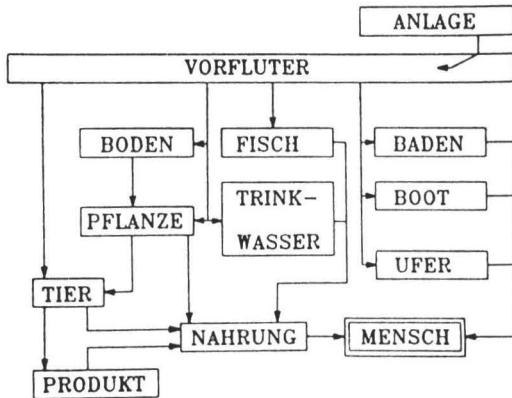 ANLAGE
VORFLUTER
BODEN
FISCH
BADEN
TRINK-
WASSER
BOOT
PFLANZE
UFER
TIER
NAHRUNG
MENSCH
PRODUKT